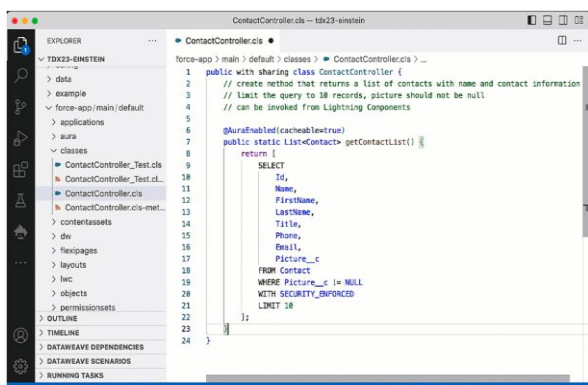 ContactController.cls — tdx23-einstein
EXPLORER
TDX23-EINSTEIN
> data
> example
force-app/main/default
> applications
> aura
classes
ContactController_Test.cls
ContactController_Test.cl...
ContactController.cls
ContactController.cls-met...
> contentassets
> dw
> flexipages
> layouts
> lwc
> objects
> permissionsets
> OUTLINE
> TIMELINE
> DATAWEAVE DEPENDENCIES
> DATAWEAVE SCENARIOS
> RUNNING TASKS
ContactController.cls ●
force-app > main > default > classes > ContactController.cls > ...
1 public with sharing class ContactController {
2 // create method that returns a list of contacts with name and contact information
3 // limit the query to 10 records, picture should not be null
4 // can be invoked from Lightning Components
5
6 @AuraEnabled(cacheable=true)
7 public static List<Contact> getContactList() {
8 return [
9 SELECT
10 Id,
11 Name,
12 FirstName,
13 LastName,
14 Title,
15 Phone,
16 Email,
17 Picture__c
18 FROM Contact
19 WHERE Picture__c != NULL
20 WITH SECURITY_ENFORCED
21 LIMIT 10
22 ];
23 }
24 }